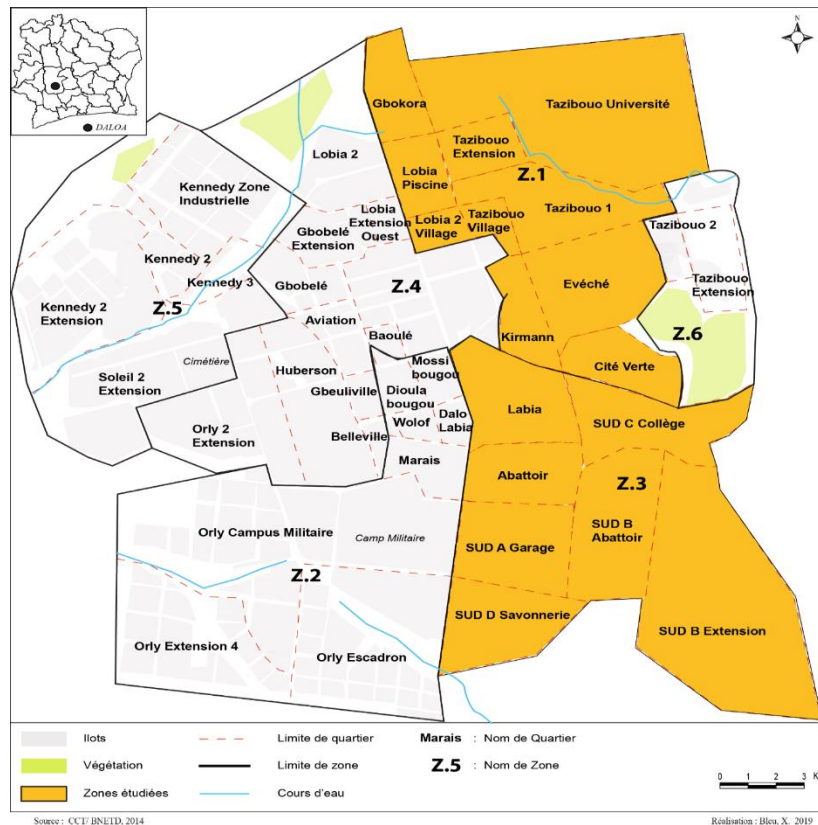 DALOA
N
Gbokora
Tazibouo Université
Lobia 2
Tazibouo
Extension
Lobia
Piscine
Z.1
Kennedy Zone
Industrielle
Lobia
Extension
Ouest
Lobia 2
Village
Tazibouo
Village
Tazibouo 1
Tazibouo 2
Gbobelé
Extension
Kennedy 2
Kennedy 3
Gbobelé
Z.4
Evéché
Tazibouo
Extension
Kennedy 2
Extension
Z.5
Aviation
Baoulé
Kirmann
Z.6
Cimétière
Mossi
bougou
Cité Verte
Soleil 2
Extension
Huberson
Gbeuliville
Dioula
bougou
Wolof
Dalo
Labia
Labia
SUD C Collège
Orly 2
Extension
Belleville
Marais
Abattoir
Z.3
Orly Campus Militaire
Camp Militaire
SUD A Garage
SUD B
Abattoir
Z.2
SUD D Savonnerie
SUD B Extension
Orly Extension 4
Orly Escadron
Ilots
Limite de quartier
Marais : Nom de Quartier
Végétation
Limite de zone
Z.5 : Nom de Zone
Zones étudiées
Cours d'eau
0 1 2 3 K
Source : CCT/ BNETD, 2014
Réalisation : Bleu, X. 2019